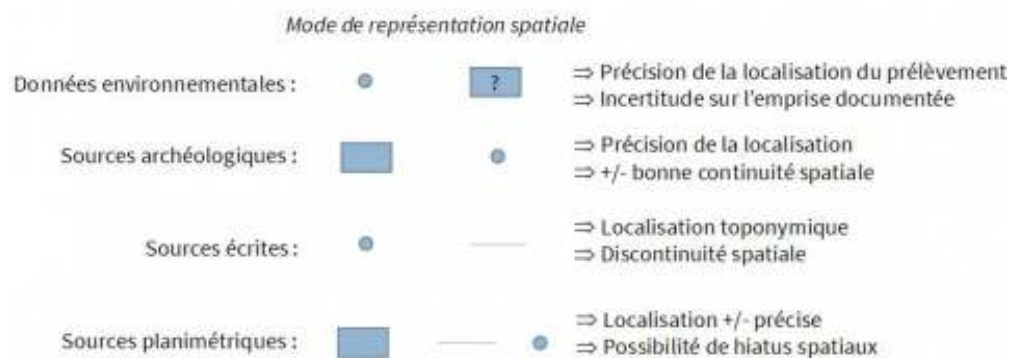 Mode de représentation spatiale
Données environnementales :
?
⇒ Précision de la localisation du prélèvement
⇒ Incertitude sur l'emprise documentée
Sources archéologiques :
⇒ Précision de la localisation
⇒ +/- bonne continuité spatiale
Sources écrites :
⇒ Localisation toponymique
⇒ Discontinuité spatiale
Sources planimétriques :
⇒ Localisation +/- précise
⇒ Possibilité de hiatus spatiaux